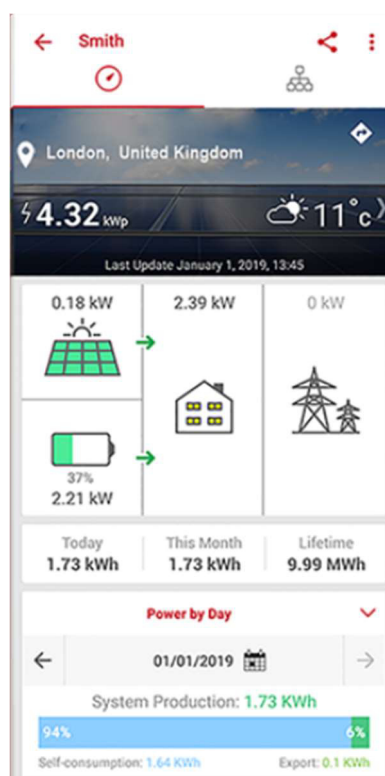 Smith
London, United Kingdom
4.32 kWp
11°c
Last Update January 1, 2019, 13:45
0.18 kW
2.39 kW
0 kW
37%
2.21 kW
Today
This Month
Lifetime
1.73 kWh
1.73 kWh
9.99 MWh
Power by Day
01/01/2019
System Production: 1.73 KWh
94%
6%
Self-consumption: 1.64 KWh
Export: 0.1 KWh